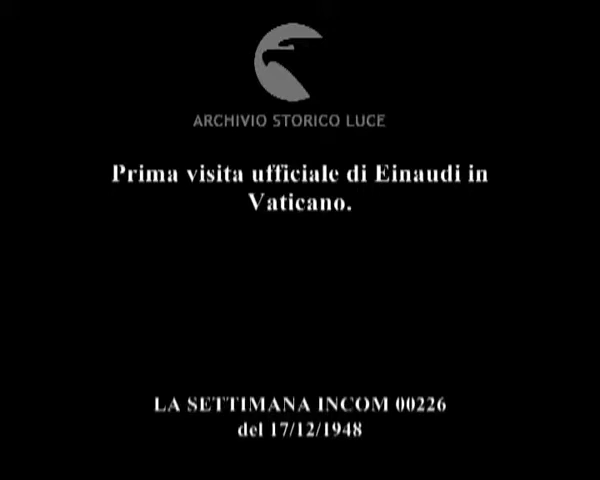 ARCHIVIO STORICO LUCE
Prima visita ufficiale di Einaudi in
Vaticano.
LA SETTIMANA INCOM 00226
del 17/12/1948